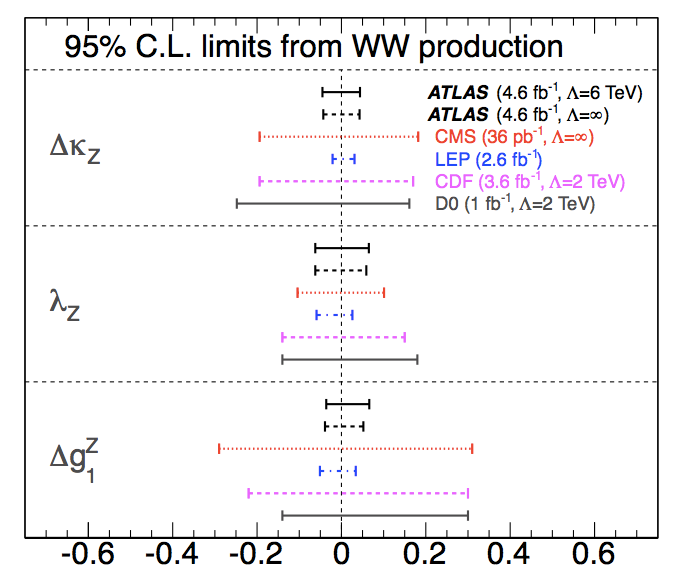 95% C.L. limits from WW production
ATLAS (4.6 fb⁻¹, Λ=6 TeV)
ATLAS (4.6 fb⁻¹, Λ=∞)
CMS (36 pb⁻¹, Λ=∞)
LEP (2.6 fb⁻¹)
CDF (3.6 fb⁻¹, Λ=2 TeV)
D0 (1 fb⁻¹, Λ=2 TeV)
Δκ_Z
λ_Z
Δg₁^Z
-0.6 -0.4 -0.2 0 0.2 0.4 0.6